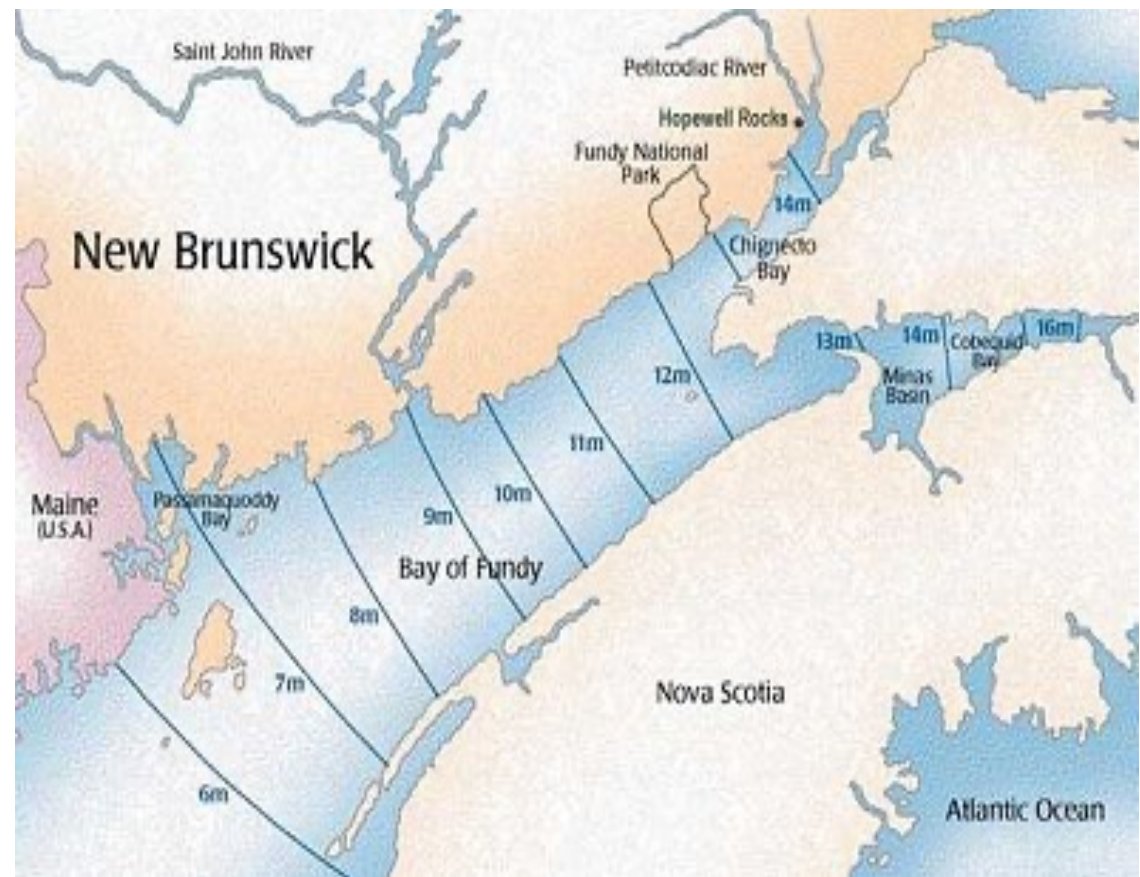 Saint John River
Petitcodiac River
Hopewell Rocks
Fundy National
Park
14m
New Brunswick
Chignecto
Bay
13m
14m
Cobequid
Bay
16m
Minas
Basin
12m
11m
10m
9m
Maine
(U.S.A.)
Passamaquoddy
Bay
Bay of Fundy
8m
7m
6m
Nova Scotia
Atlantic Ocean